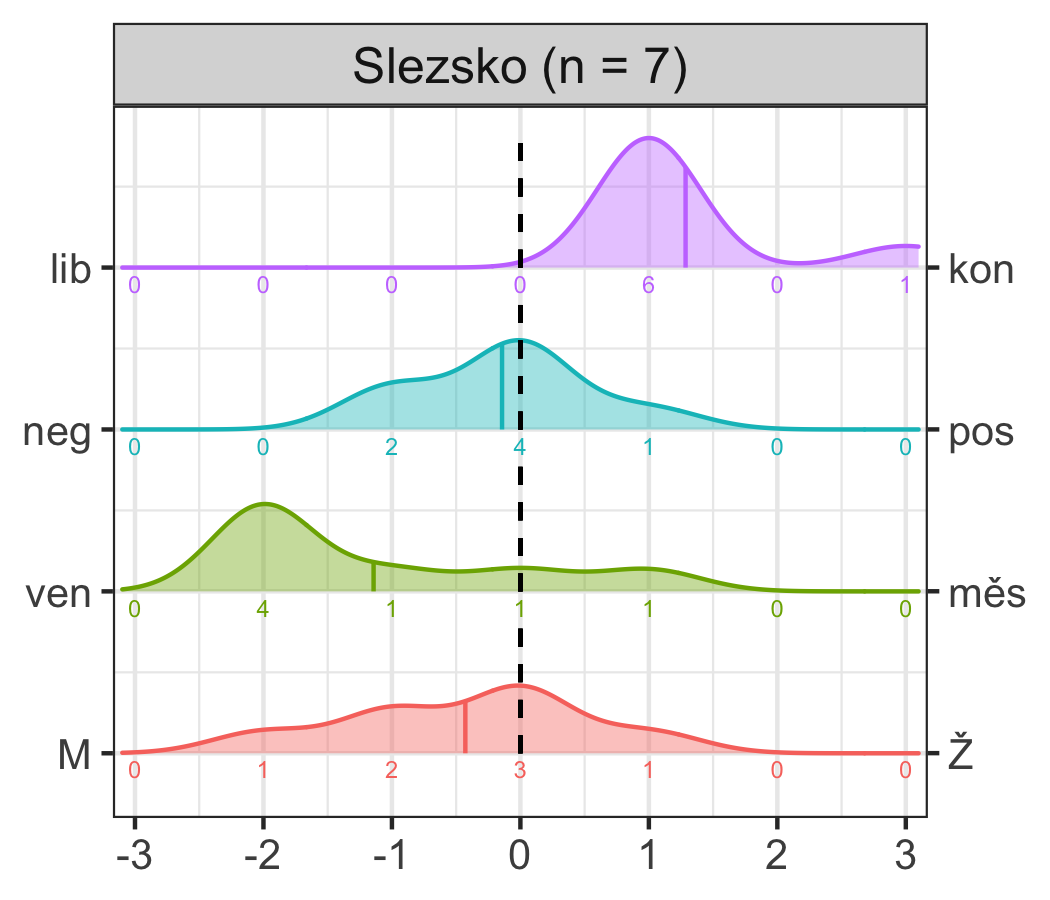 Slezsko (n = 7)
lib kon
0 0 0 0 6 0 1
neg pos
0 0 2 4 1 0 0
ven měs
0 4 1 1 1 0 0
M Ž
0 1 2 3 1 0 0
-3 -2 -1 0 1 2 3